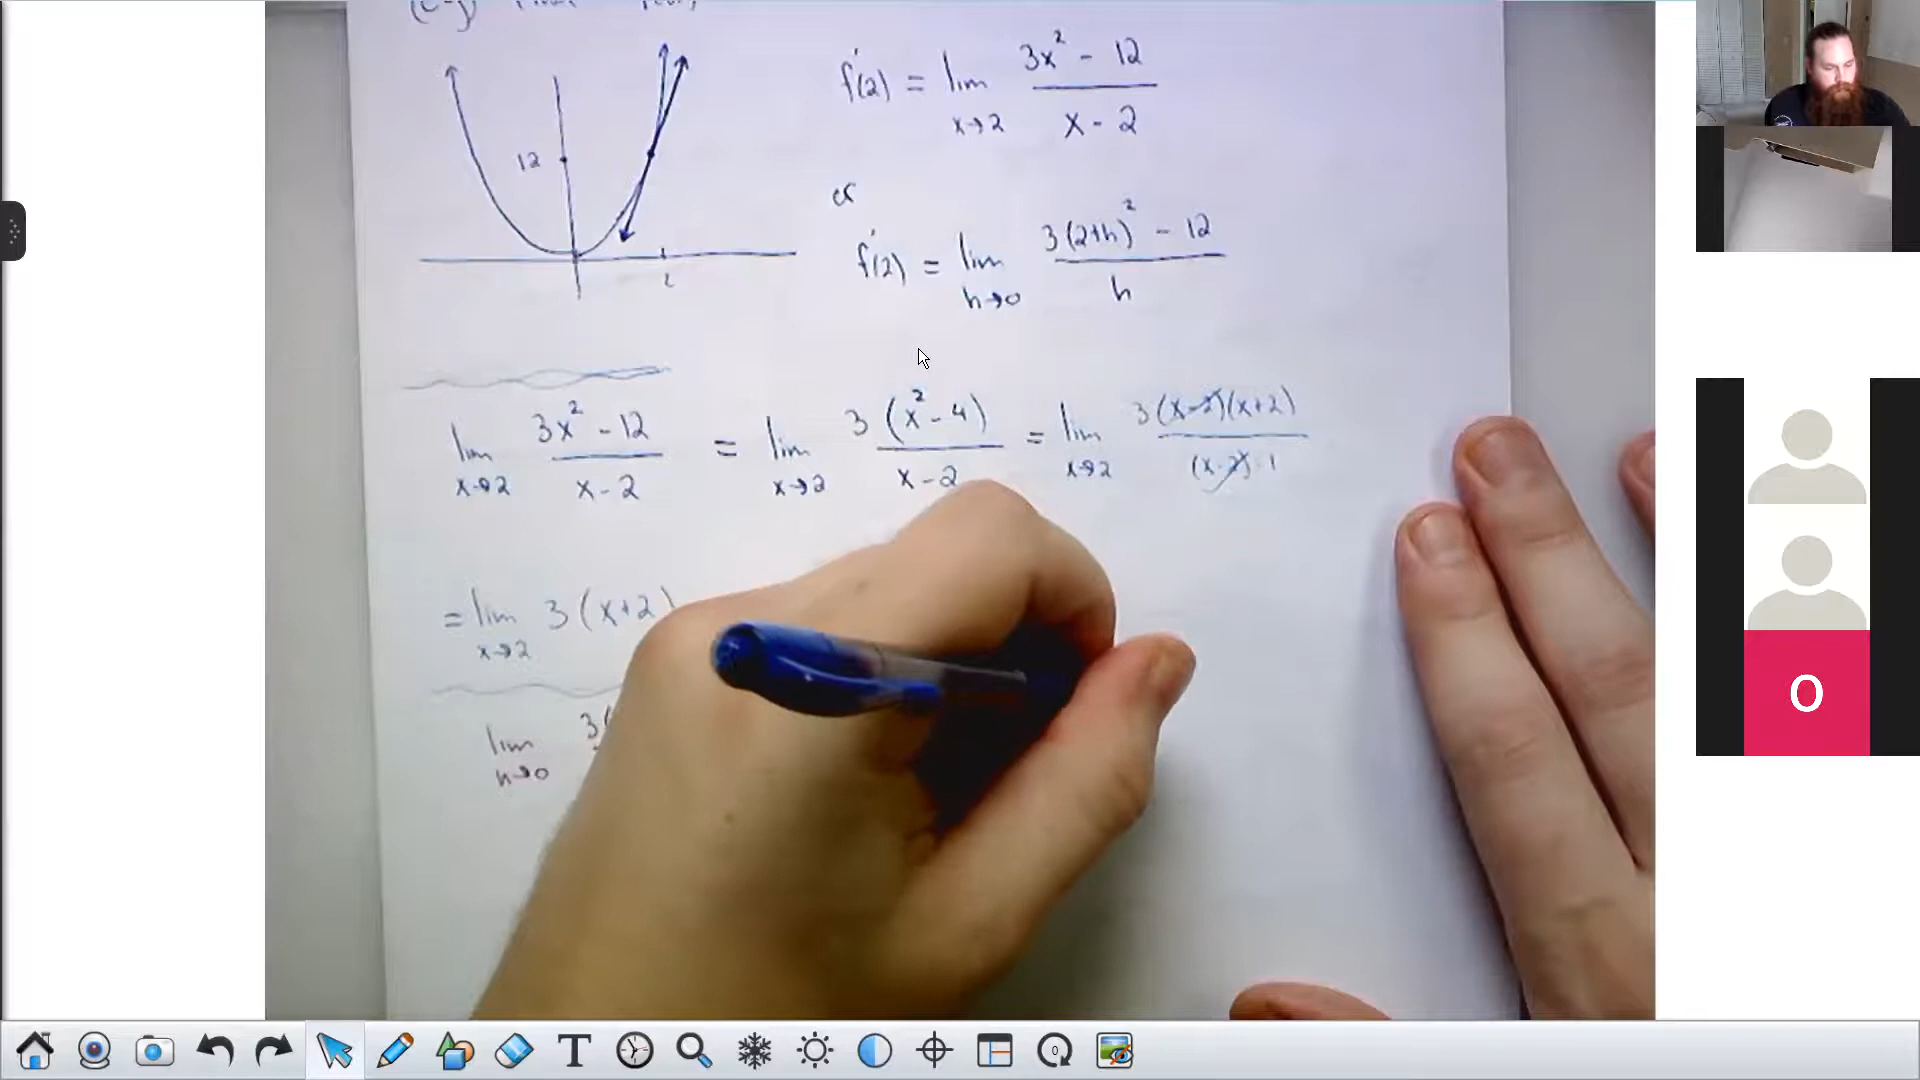 f'(2) = lim x→2 (3x² - 12)/(x - 2)
12
or
f'(2) = lim h→0 (3(2+h)² - 12)/h
2
lim x→2 (3x² - 12)/(x - 2) = lim x→2 3(x² - 4)/(x - 2) = lim x→2 3(x-2)(x+2)/((x-2)·1)
= lim x→2 3(x+2)
lim h→0 3(
O
T
0